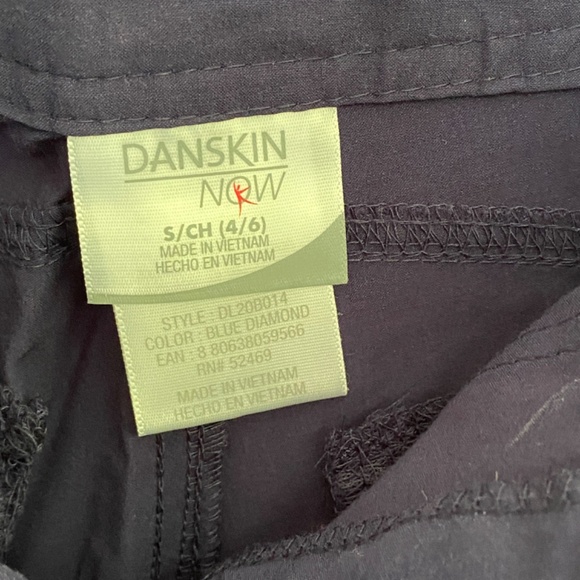 DANSKIN
NOW
S/CH (4/6)
MADE IN VIETNAM
HECHO EN VIETNAM
STYLE : DL20B014
COLOR : BLUE DIAMOND
EAN : 8 80638059566
RN# 52469
MADE IN VIETNAM
HECHO EN VIETNAM